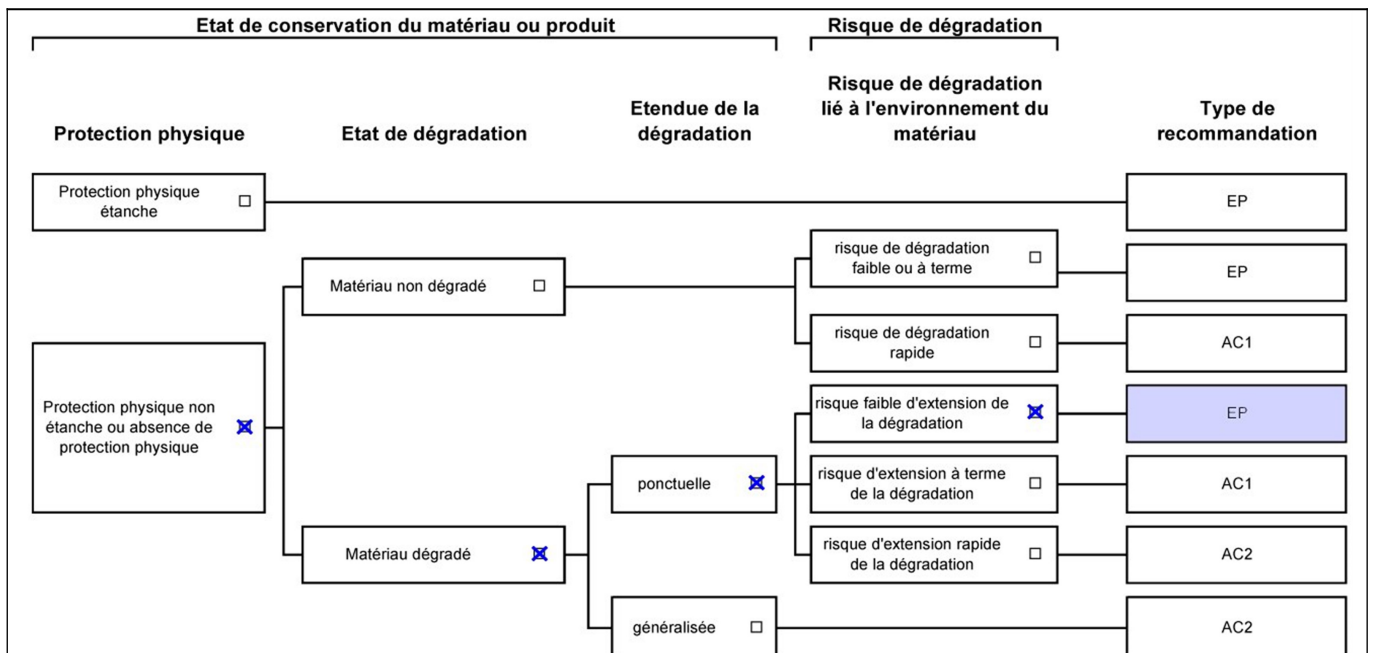 Etat de conservation du matériau ou produit
Risque de dégradation
Protection physique
Etat de dégradation
Etendue de la
dégradation
Risque de dégradation
lié à l'environnement du
matériau
Type de
recommandation
Protection physique
étanche
EP
Matériau non dégradé
risque de dégradation
faible ou à terme
EP
risque de dégradation
rapide
AC1
Protection physique non
étanche ou absence de
protection physique
Matériau dégradé
ponctuelle
risque faible d'extension de
la dégradation
EP
risque d'extension à terme
de la dégradation
AC1
risque d'extension rapide
de la dégradation
AC2
généralisée
AC2